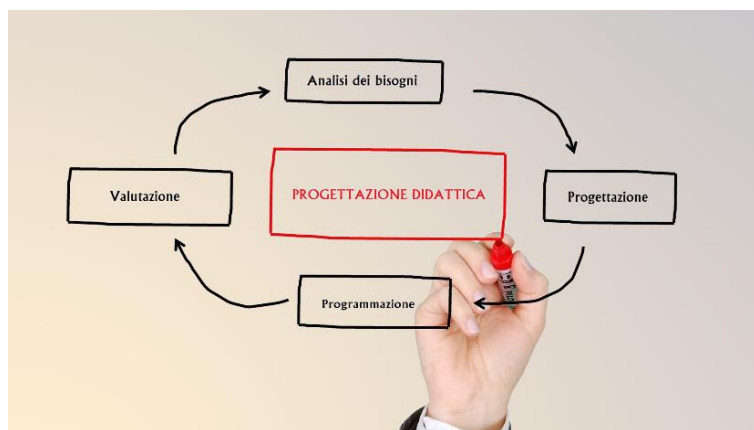 Analisi dei bisogni
Valutazione
PROGETTAZIONE DIDATTICA
Progettazione
Programmazione